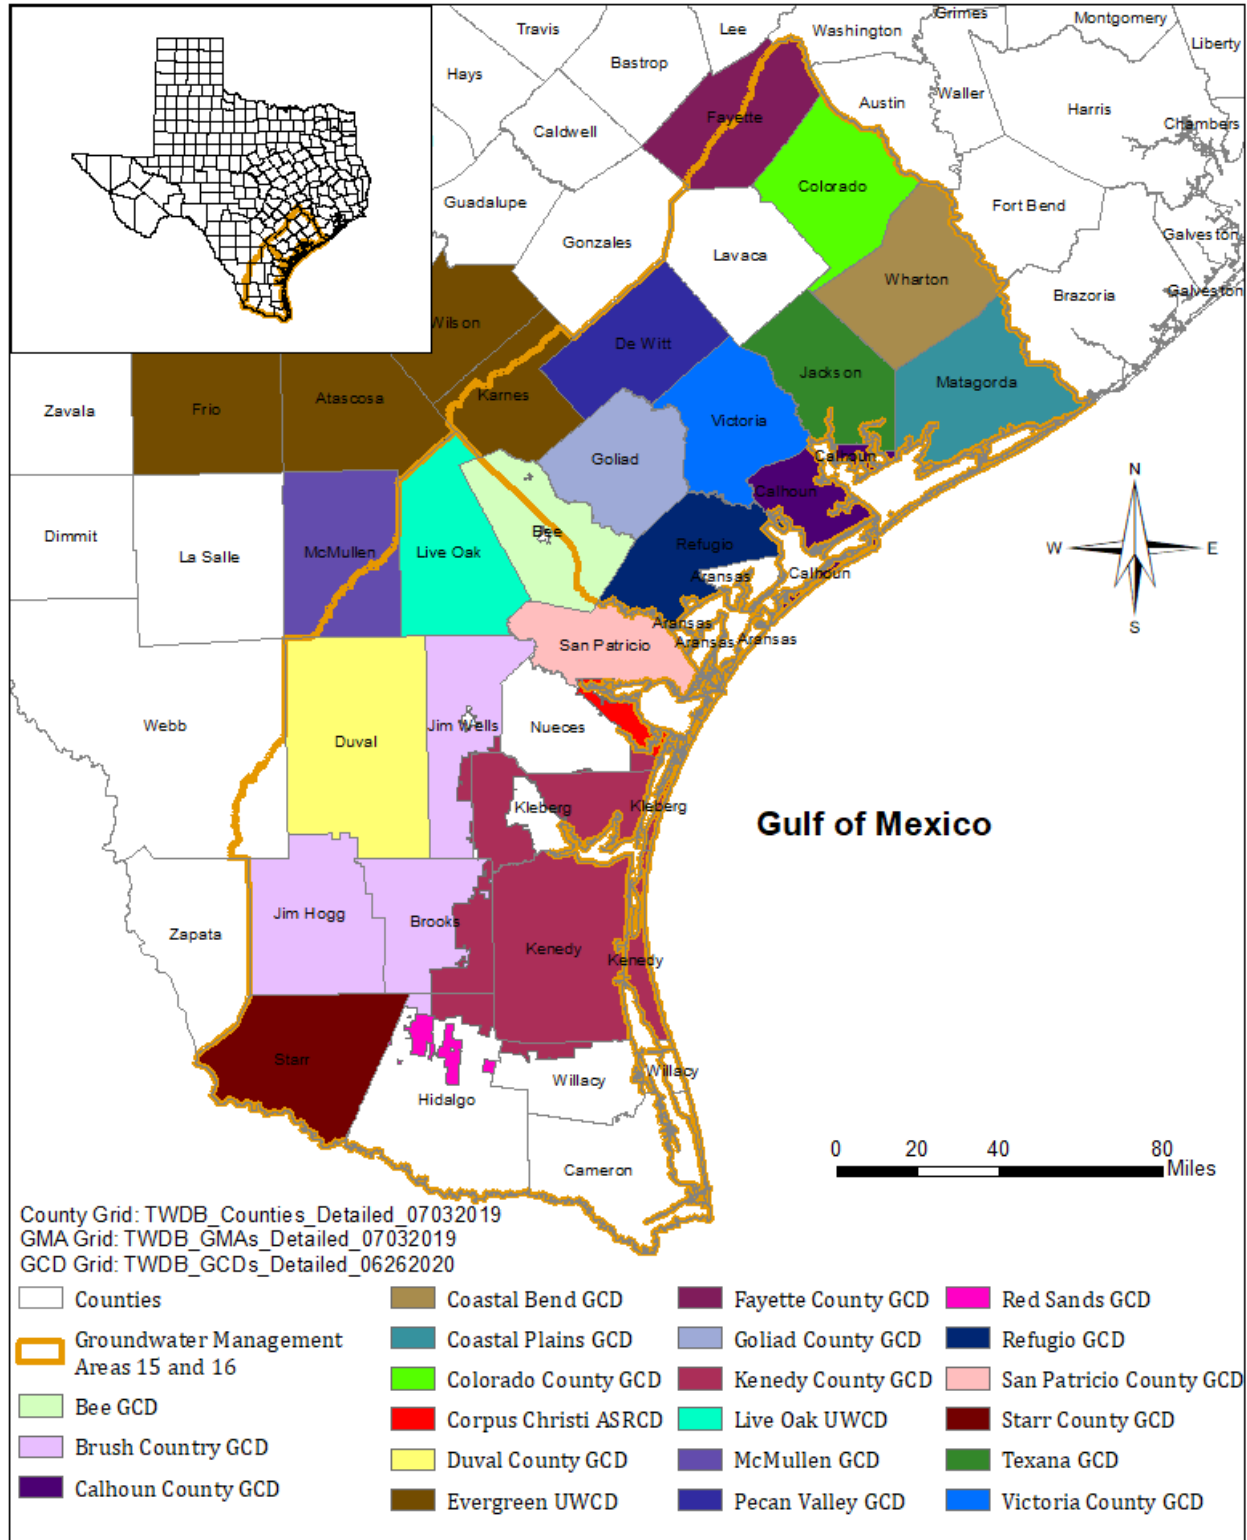 Travis
Lee
Washington
Grimes
Montgomery
Liberty
Hays
Bastrop
Caldwell
Austin
Waller
Harris
Chambers
Fayette
Guadalupe
Gonzales
Colorado
Fort Bend
Galveston
Lavaca
Wharton
Brazoria
Galveston
Wilson
De Witt
Jackson
Matagorda
Zavala
Frio
Atascosa
Karnes
Victoria
Goliad
Calhoun
Calhoun
Dimmit
La Salle
McMullen
Live Oak
Bee
Refugio
Aransas
Calhoun
Aransas
Aransas
Aransas
San Patricio
Webb
Duval
Jim Wells
Nueces
Kleberg
Kleberg
Gulf of Mexico
Zapata
Jim Hogg
Brooks
Kenedy
Kenedy
Starr
Hidalgo
Willacy
Willacy
Cameron
N
W
E
S
0 20 40 80
Miles
County Grid: TWDB_Counties_Detailed_07032019
GMA Grid: TWDB_GMAs_Detailed_07032019
GCD Grid: TWDB_GCDs_Detailed_06262020
Counties
Groundwater Management
Areas 15 and 16
Bee GCD
Brush Country GCD
Calhoun County GCD
Coastal Bend GCD
Coastal Plains GCD
Colorado County GCD
Corpus Christi ASRCD
Duval County GCD
Evergreen UWCD
Fayette County GCD
Goliad County GCD
Kenedy County GCD
Live Oak UWCD
McMullen GCD
Pecan Valley GCD
Red Sands GCD
Refugio GCD
San Patricio County GCD
Starr County GCD
Texana GCD
Victoria County GCD